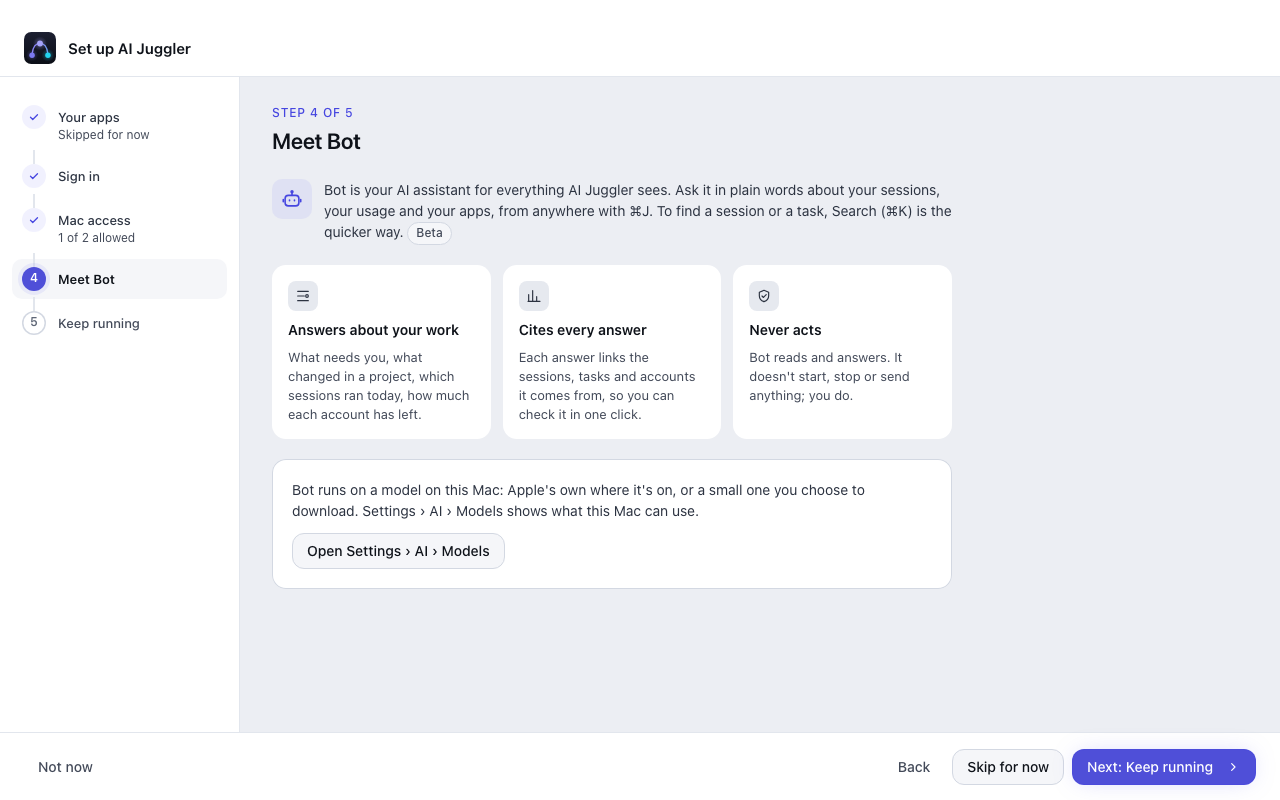 Set up AI Juggler
Your apps
Skipped for now
Sign in
Mac access
1 of 2 allowed
4
Meet Bot
5
Keep running
STEP 4 OF 5
Meet Bot
Bot is your AI assistant for everything AI Juggler sees. Ask it in plain words about your sessions,
your usage and your apps, from anywhere with ⌘J. To find a session or a task, Search (⌘K) is the
quicker way. Beta
Answers about your work
What needs you, what
changed in a project, which
sessions ran today, how much
each account has left.
Cites every answer
Each answer links the
sessions, tasks and accounts
it comes from, so you can
check it in one click.
Never acts
Bot reads and answers. It
doesn't start, stop or send
anything; you do.
Bot runs on a model on this Mac: Apple's own where it's on, or a small one you choose to
download. Settings › AI › Models shows what this Mac can use.
Open Settings › AI › Models
Not now
Back
Skip for now
Next: Keep running